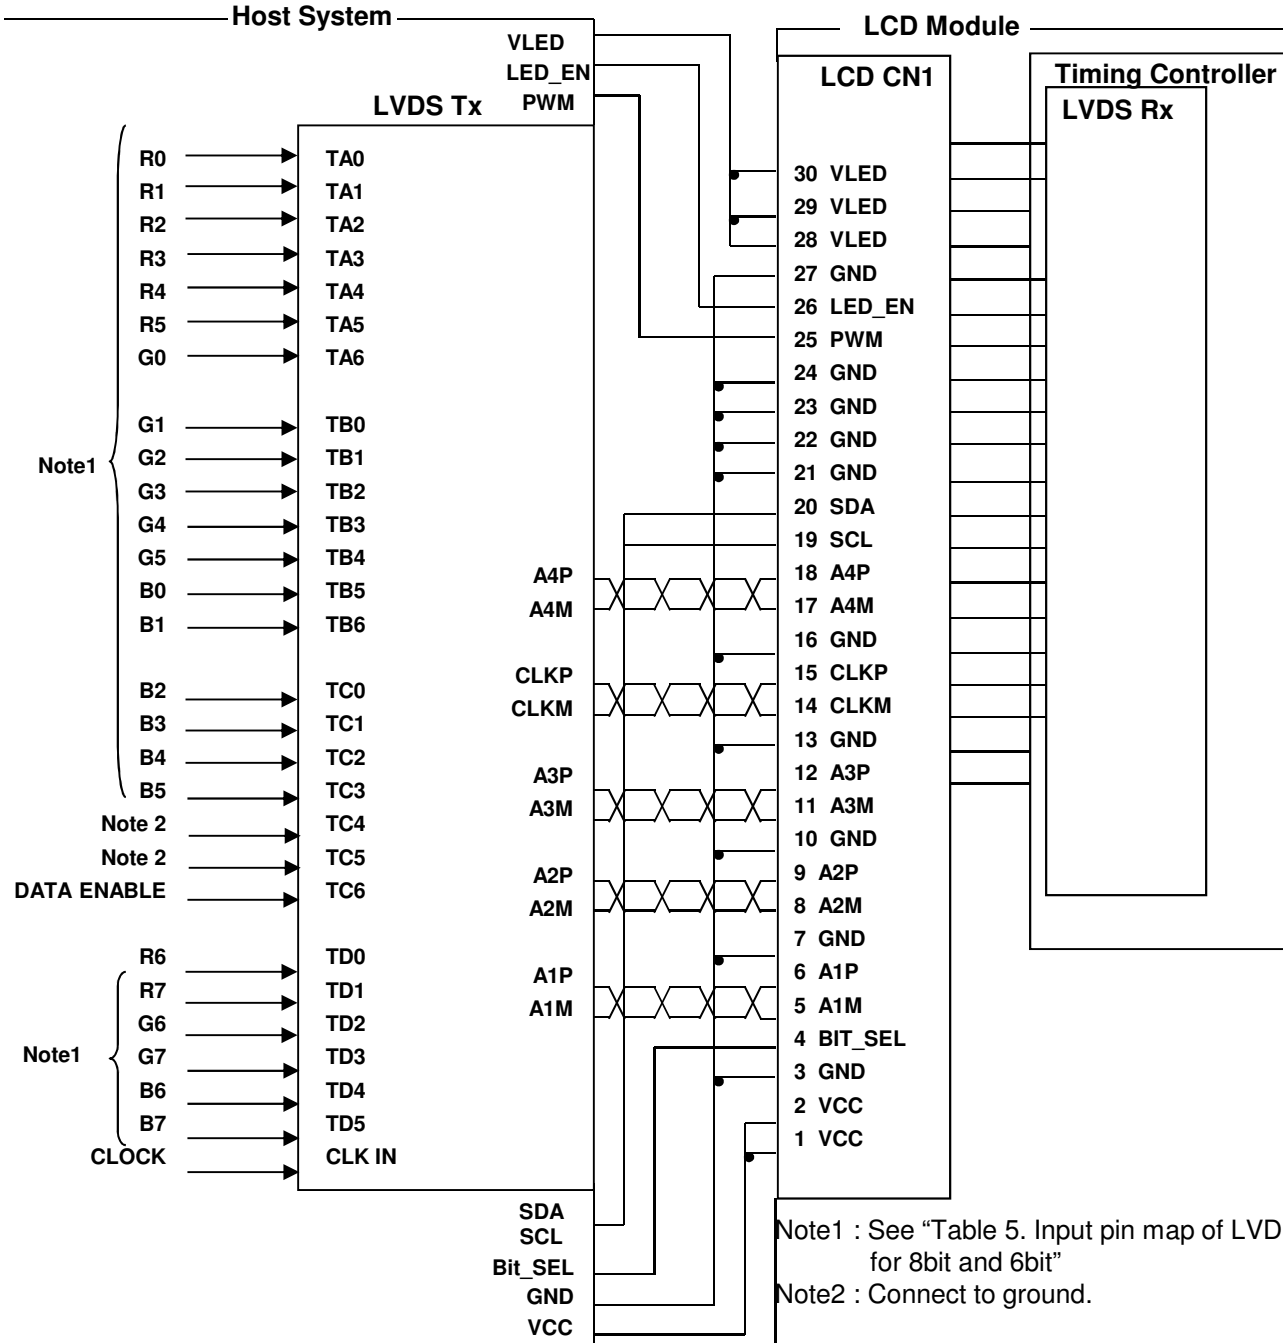 Host System
LCD Module
VLED
LED_EN
PWM
LVDS Tx
LCD CN1
Timing Controller
LVDS Rx
R0 TA0
R1 TA1
R2 TA2
R3 TA3
R4 TA4
R5 TA5
G0 TA6
G1 TB0
G2 TB1
Note1
G3 TB2
G4 TB3
G5 TB4
B0 TB5
B1 TB6
B2 TC0
B3 TC1
B4 TC2
B5 TC3
Note 2 TC4
Note 2 TC5
DATA ENABLE TC6
R6 TD0
R7 TD1
G6 TD2
Note1
G7 TD3
B6 TD4
B7 TD5
CLOCK CLK IN
A4P
A4M
CLKP
CLKM
A3P
A3M
A2P
A2M
A1P
A1M
SDA
SCL
Bit_SEL
GND
VCC
30 VLED
29 VLED
28 VLED
27 GND
26 LED_EN
25 PWM
24 GND
23 GND
22 GND
21 GND
20 SDA
19 SCL
18 A4P
17 A4M
16 GND
15 CLKP
14 CLKM
13 GND
12 A3P
11 A3M
10 GND
9 A2P
8 A2M
7 GND
6 A1P
5 A1M
4 BIT_SEL
3 GND
2 VCC
1 VCC
Note1 : See “Table 5. Input pin map of LVD
for 8bit and 6bit”
Note2 : Connect to ground.